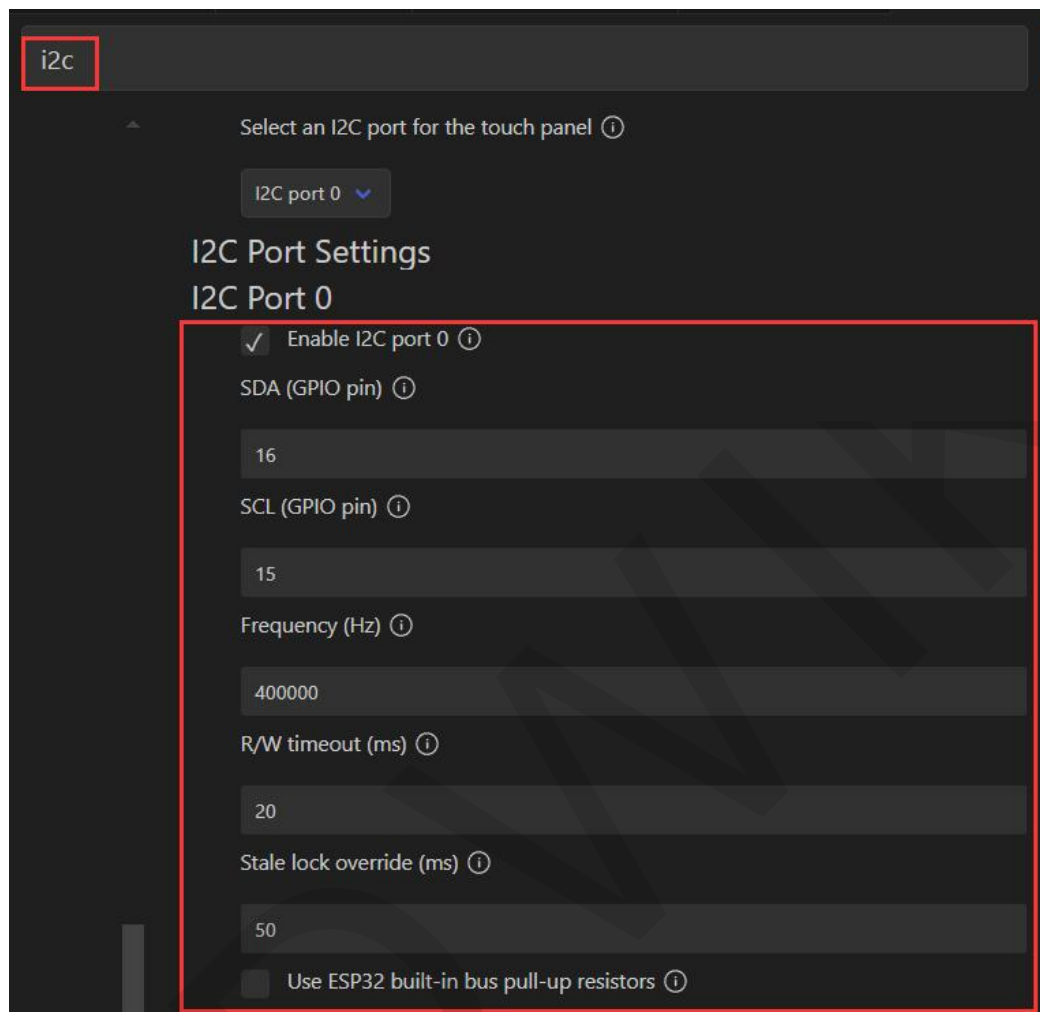 i2c
Select an I2C port for the touch panel
I2C port 0
I2C Port Settings
I2C Port 0
Enable I2C port 0
SDA (GPIO pin)
16
SCL (GPIO pin)
15
Frequency (Hz)
400000
R/W timeout (ms)
20
Stale lock override (ms)
50
Use ESP32 built-in bus pull-up resistors